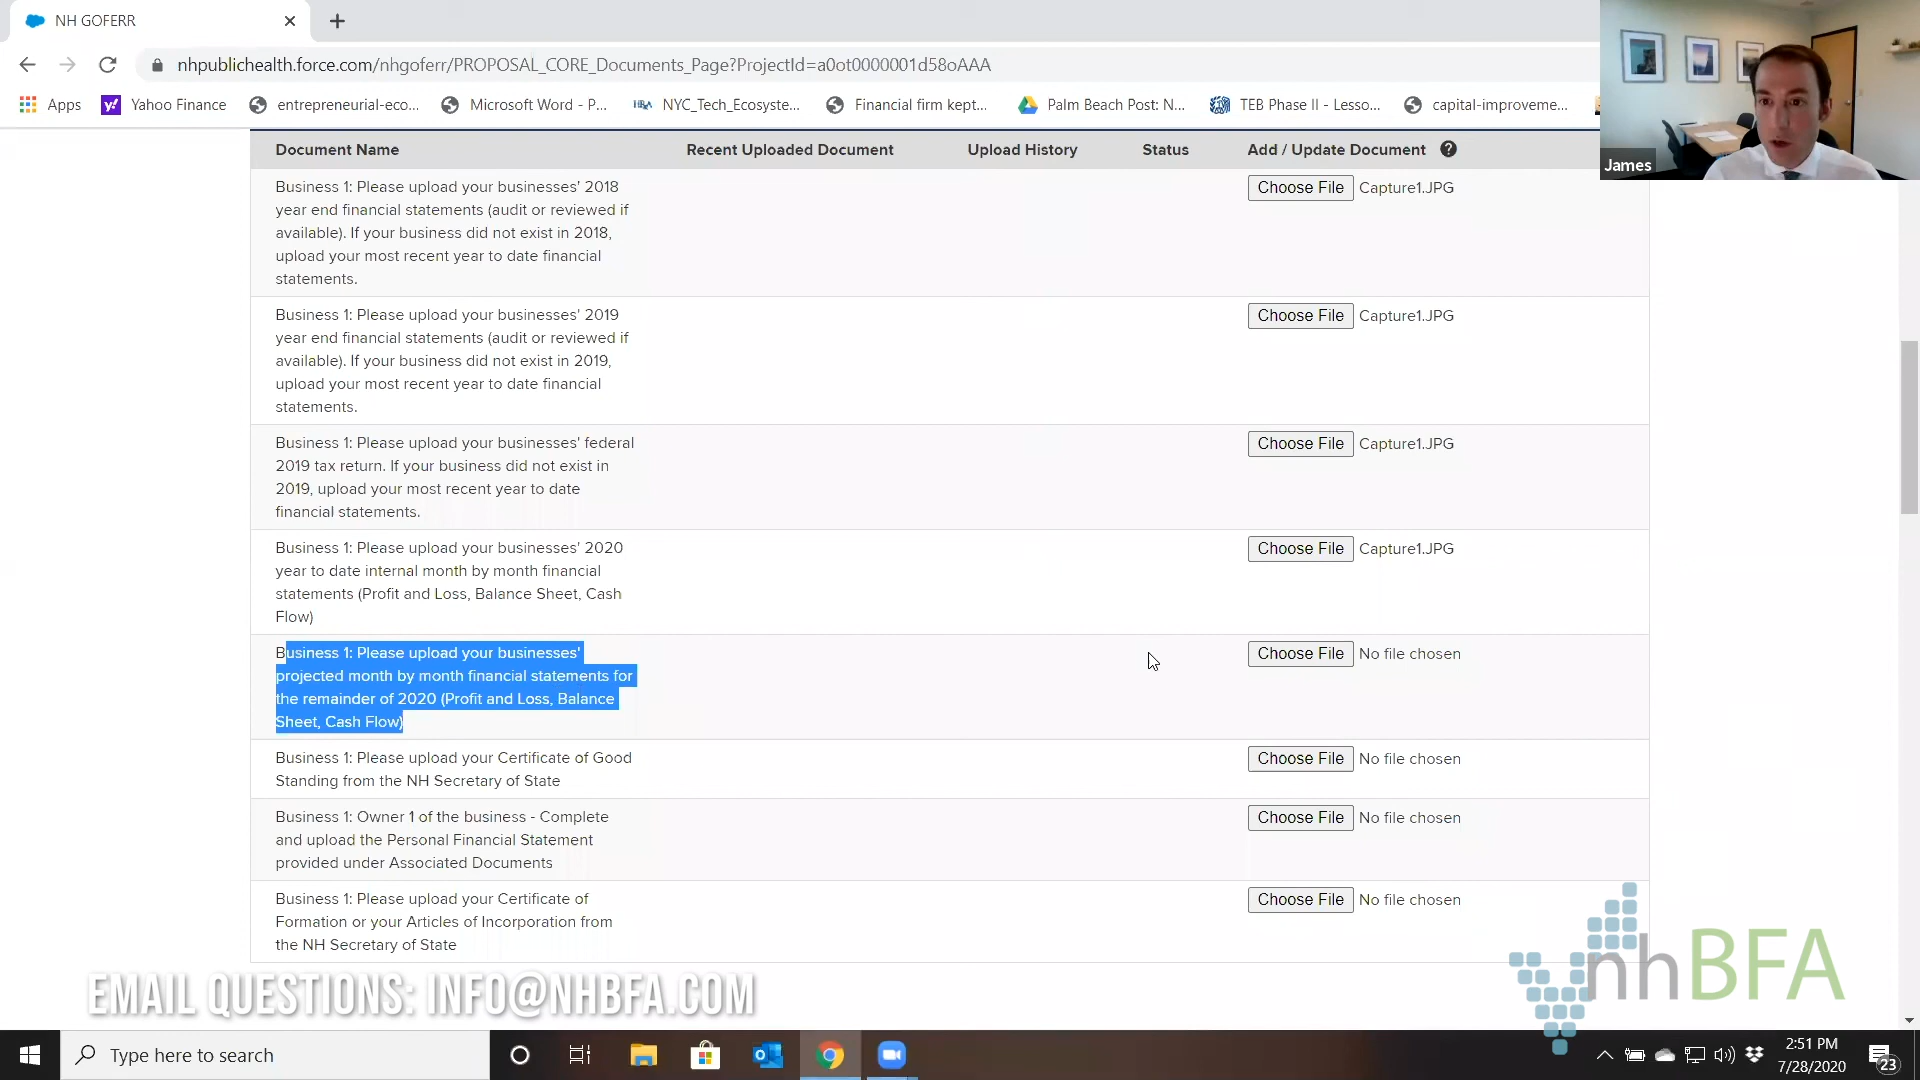 NH GOFERR
nhpublichealth.force.com/nhgoferr/PROPOSAL_CORE_Documents_Page?ProjectId=a0ot0000001d58oAAA
Apps
Yahoo Finance
entrepreneurial-eco...
Microsoft Word - P...
NYC_Tech_Ecosyste...
Financial firm kept...
Palm Beach Post: N...
TEB Phase II - Lesso...
capital-improveme...
James
Document Name
Recent Uploaded Document
Upload History
Status
Add / Update Document ?
Business 1: Please upload your businesses' 2018
year end financial statements (audit or reviewed if
available). If your business did not exist in 2018,
upload your most recent year to date financial
statements.
Choose File Capture1.JPG
Business 1: Please upload your businesses' 2019
year end financial statements (audit or reviewed if
available). If your business did not exist in 2019,
upload your most recent year to date financial
statements.
Choose File Capture1.JPG
Business 1: Please upload your businesses' federal
2019 tax return. If your business did not exist in
2019, upload your most recent year to date
financial statements.
Choose File Capture1.JPG
Business 1: Please upload your businesses' 2020
year to date internal month by month financial
statements (Profit and Loss, Balance Sheet, Cash
Flow)
Choose File Capture1.JPG
Business 1: Please upload your businesses'
projected month by month financial statements for
the remainder of 2020 (Profit and Loss, Balance
Sheet, Cash Flow)
Choose File No file chosen
Business 1: Please upload your Certificate of Good
Standing from the NH Secretary of State
Choose File No file chosen
Business 1: Owner 1 of the business - Complete
and upload the Personal Financial Statement
provided under Associated Documents
Choose File No file chosen
Business 1: Please upload your Certificate of
Formation or your Articles of Incorporation from
the NH Secretary of State
Choose File No file chosen
EMAIL QUESTIONS: INFO@NHBFA.COM
nhBFA
Type here to search
2:51 PM
7/28/2020
23